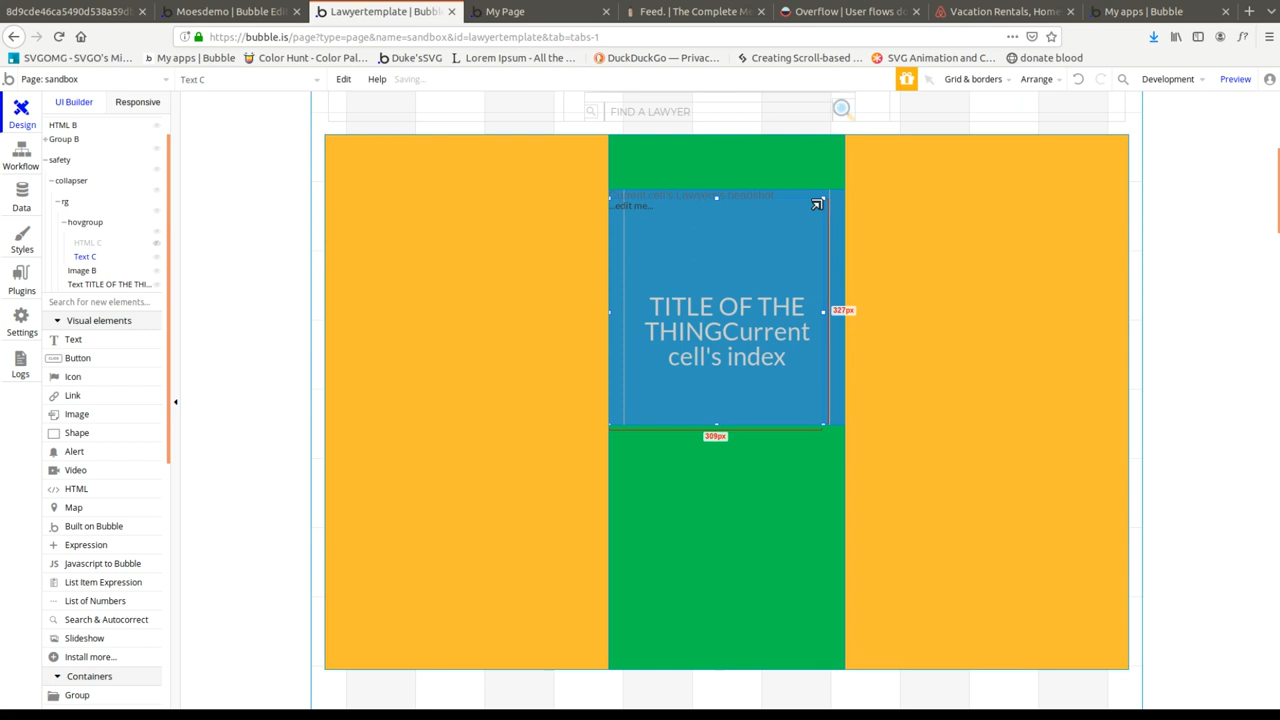 8d9cde46ca5490d538a59d
Moesdemo | Bubble Edi
Lawyertemplate | Bubbl
My Page
Feed. | The Complete Mo
Overflow | User flows do
Vacation Rentals, Home
My apps | Bubble
https://bubble.is/page?type=page&name=sandbox&id=lawyertemplate&tab=tabs-1
SVGOMG - SVGO's Mi...
My apps | Bubble
Color Hunt - Color Pal...
Duke'sSVG
Lorem Ipsum - All the ...
DuckDuckGo — Privac...
Creating Scroll-based ...
SVG Animation and C...
donate blood
Page: sandbox
Text C
Edit
Help
Saving...
Grid & borders
Arrange
Development
Preview
Design
Workflow
Data
Styles
Plugins
Settings
Logs
UI Builder
Responsive
HTML B
Group B
safety
collapser
rg
hovgroup
HTML C
Text C
Image B
Text TITLE OF THE THI...
Search for new elements...
Visual elements
Text
Button
Icon
Link
Image
Shape
Alert
Video
HTML
Map
Built on Bubble
Expression
Javascript to Bubble
List Item Expression
List of Numbers
Search & Autocorrect
Slideshow
Install more...
Containers
Group
FIND A LAWYER
...edit me...
TITLE OF THE
THINGCurrent
cell's index
327px
309px